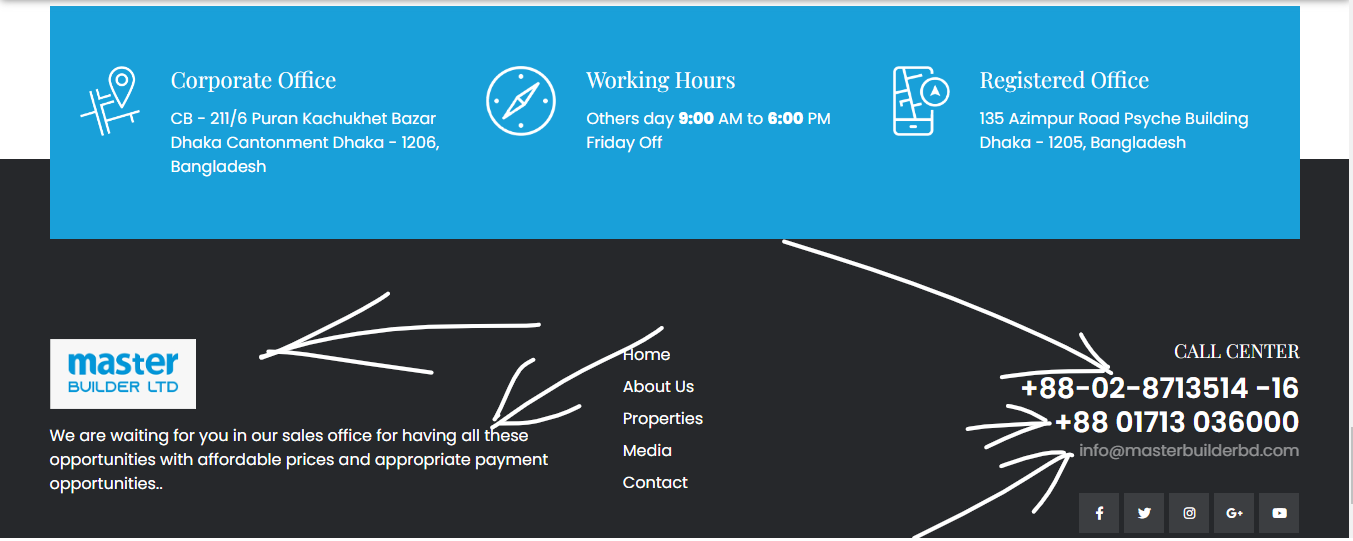 Corporate Office
CB - 211/6 Puran Kachukhet Bazar
Dhaka Cantonment Dhaka - 1206,
Bangladesh
Working Hours
Others day 9:00 AM to 6:00 PM
Friday Off
Registered Office
135 Azimpur Road Psyche Building
Dhaka - 1205, Bangladesh
master
BUILDER LTD
We are waiting for you in our sales office for having all these
opportunities with affordable prices and appropriate payment
opportunities..
Home
About Us
Properties
Media
Contact
CALL CENTER
+88-02-8713514 -16
+88 01713 036000
info@masterbuilderbd.com